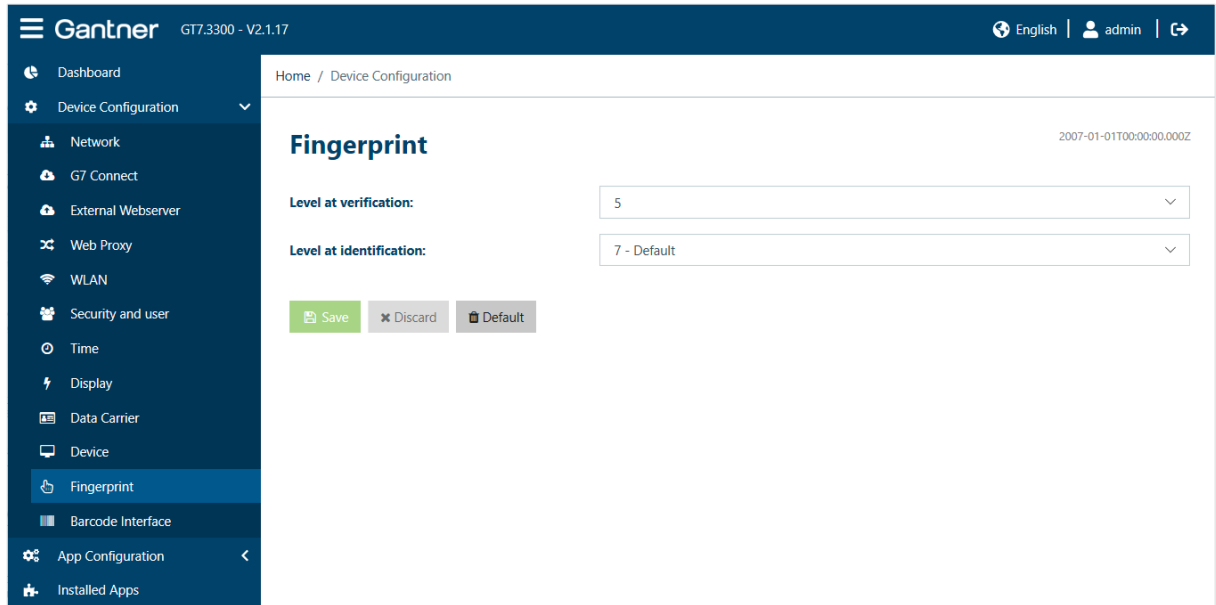 Gantner GT7.3300 - V2.1.17 English admin
Dashboard
Home / Device Configuration
Device Configuration
Network
G7 Connect
External Webserver
Web Proxy
WLAN
Security and user
Time
Display
Data Carrier
Device
Fingerprint
Barcode Interface
App Configuration
Installed Apps
Fingerprint
2007-01-01T00:00:00.000Z
Level at verification: 5
Level at identification: 7 - Default
Save Discard Default